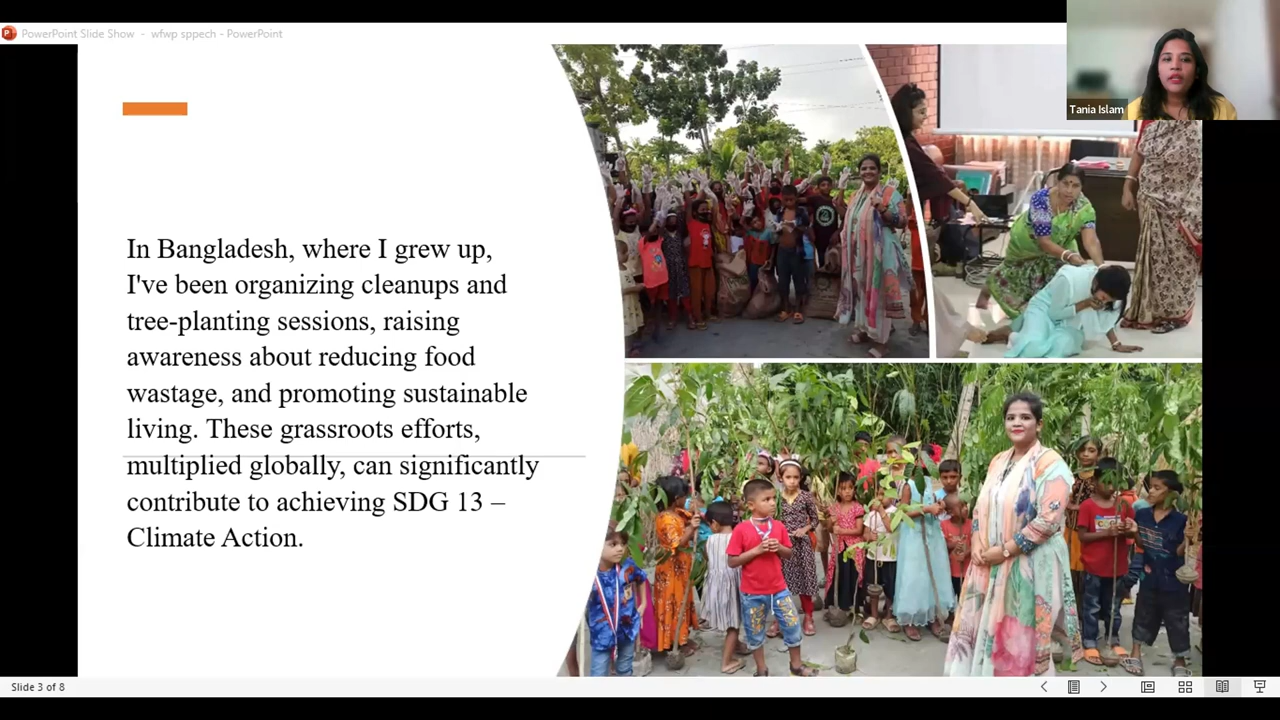 PowerPoint Slide Show - wfwp sppech - PowerPoint
Tania Islam
In Bangladesh, where I grew up,
I've been organizing cleanups and
tree-planting sessions, raising
awareness about reducing food
wastage, and promoting sustainable
living. These grassroots efforts,
multiplied globally, can significantly
contribute to achieving SDG 13 –
Climate Action.
Slide 3 of 8